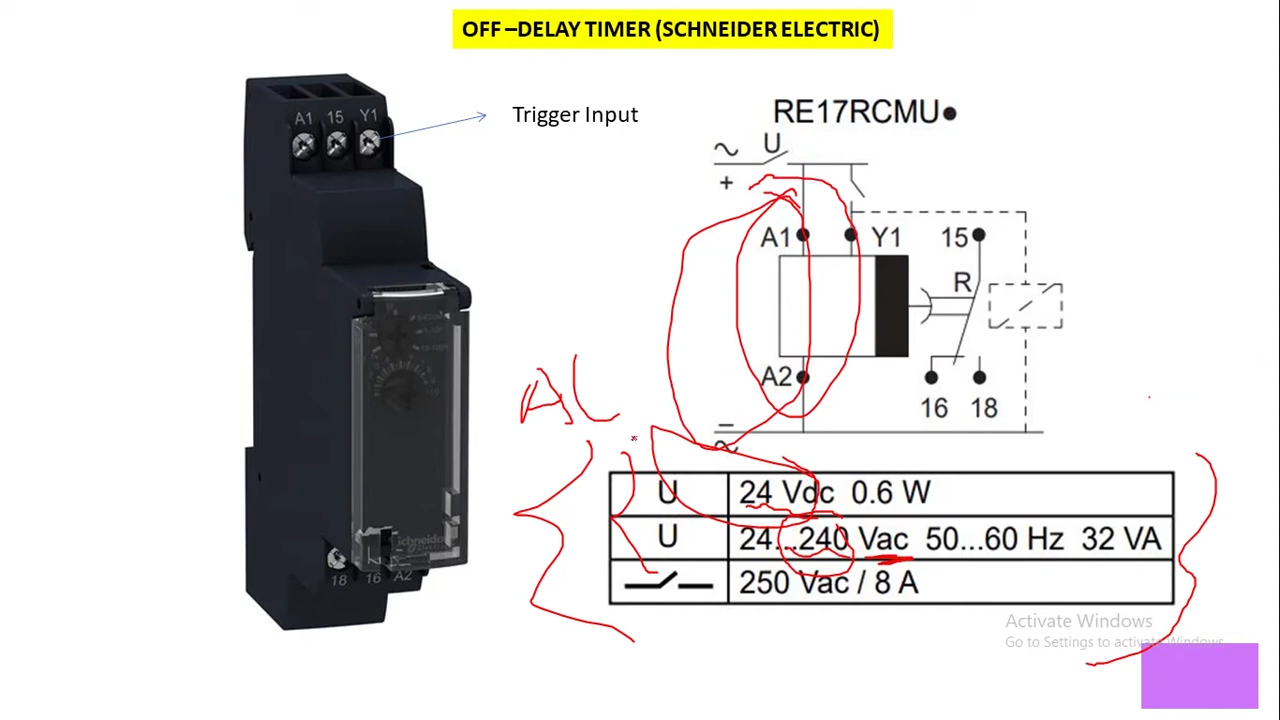 OFF –DELAY TIMER (SCHNEIDER ELECTRIC)
A1 15 Y1
Trigger Input
RE17RCMU•
~ U
+
A1 Y1 15
R
A2
16 18
–
~
AC
U 24 Vdc 0.6 W
U 24...240 Vac 50...60 Hz 32 VA
250 Vac / 8 A
chneider
18 16 A2
Activate Windows
Go to Settings to activate Windows.